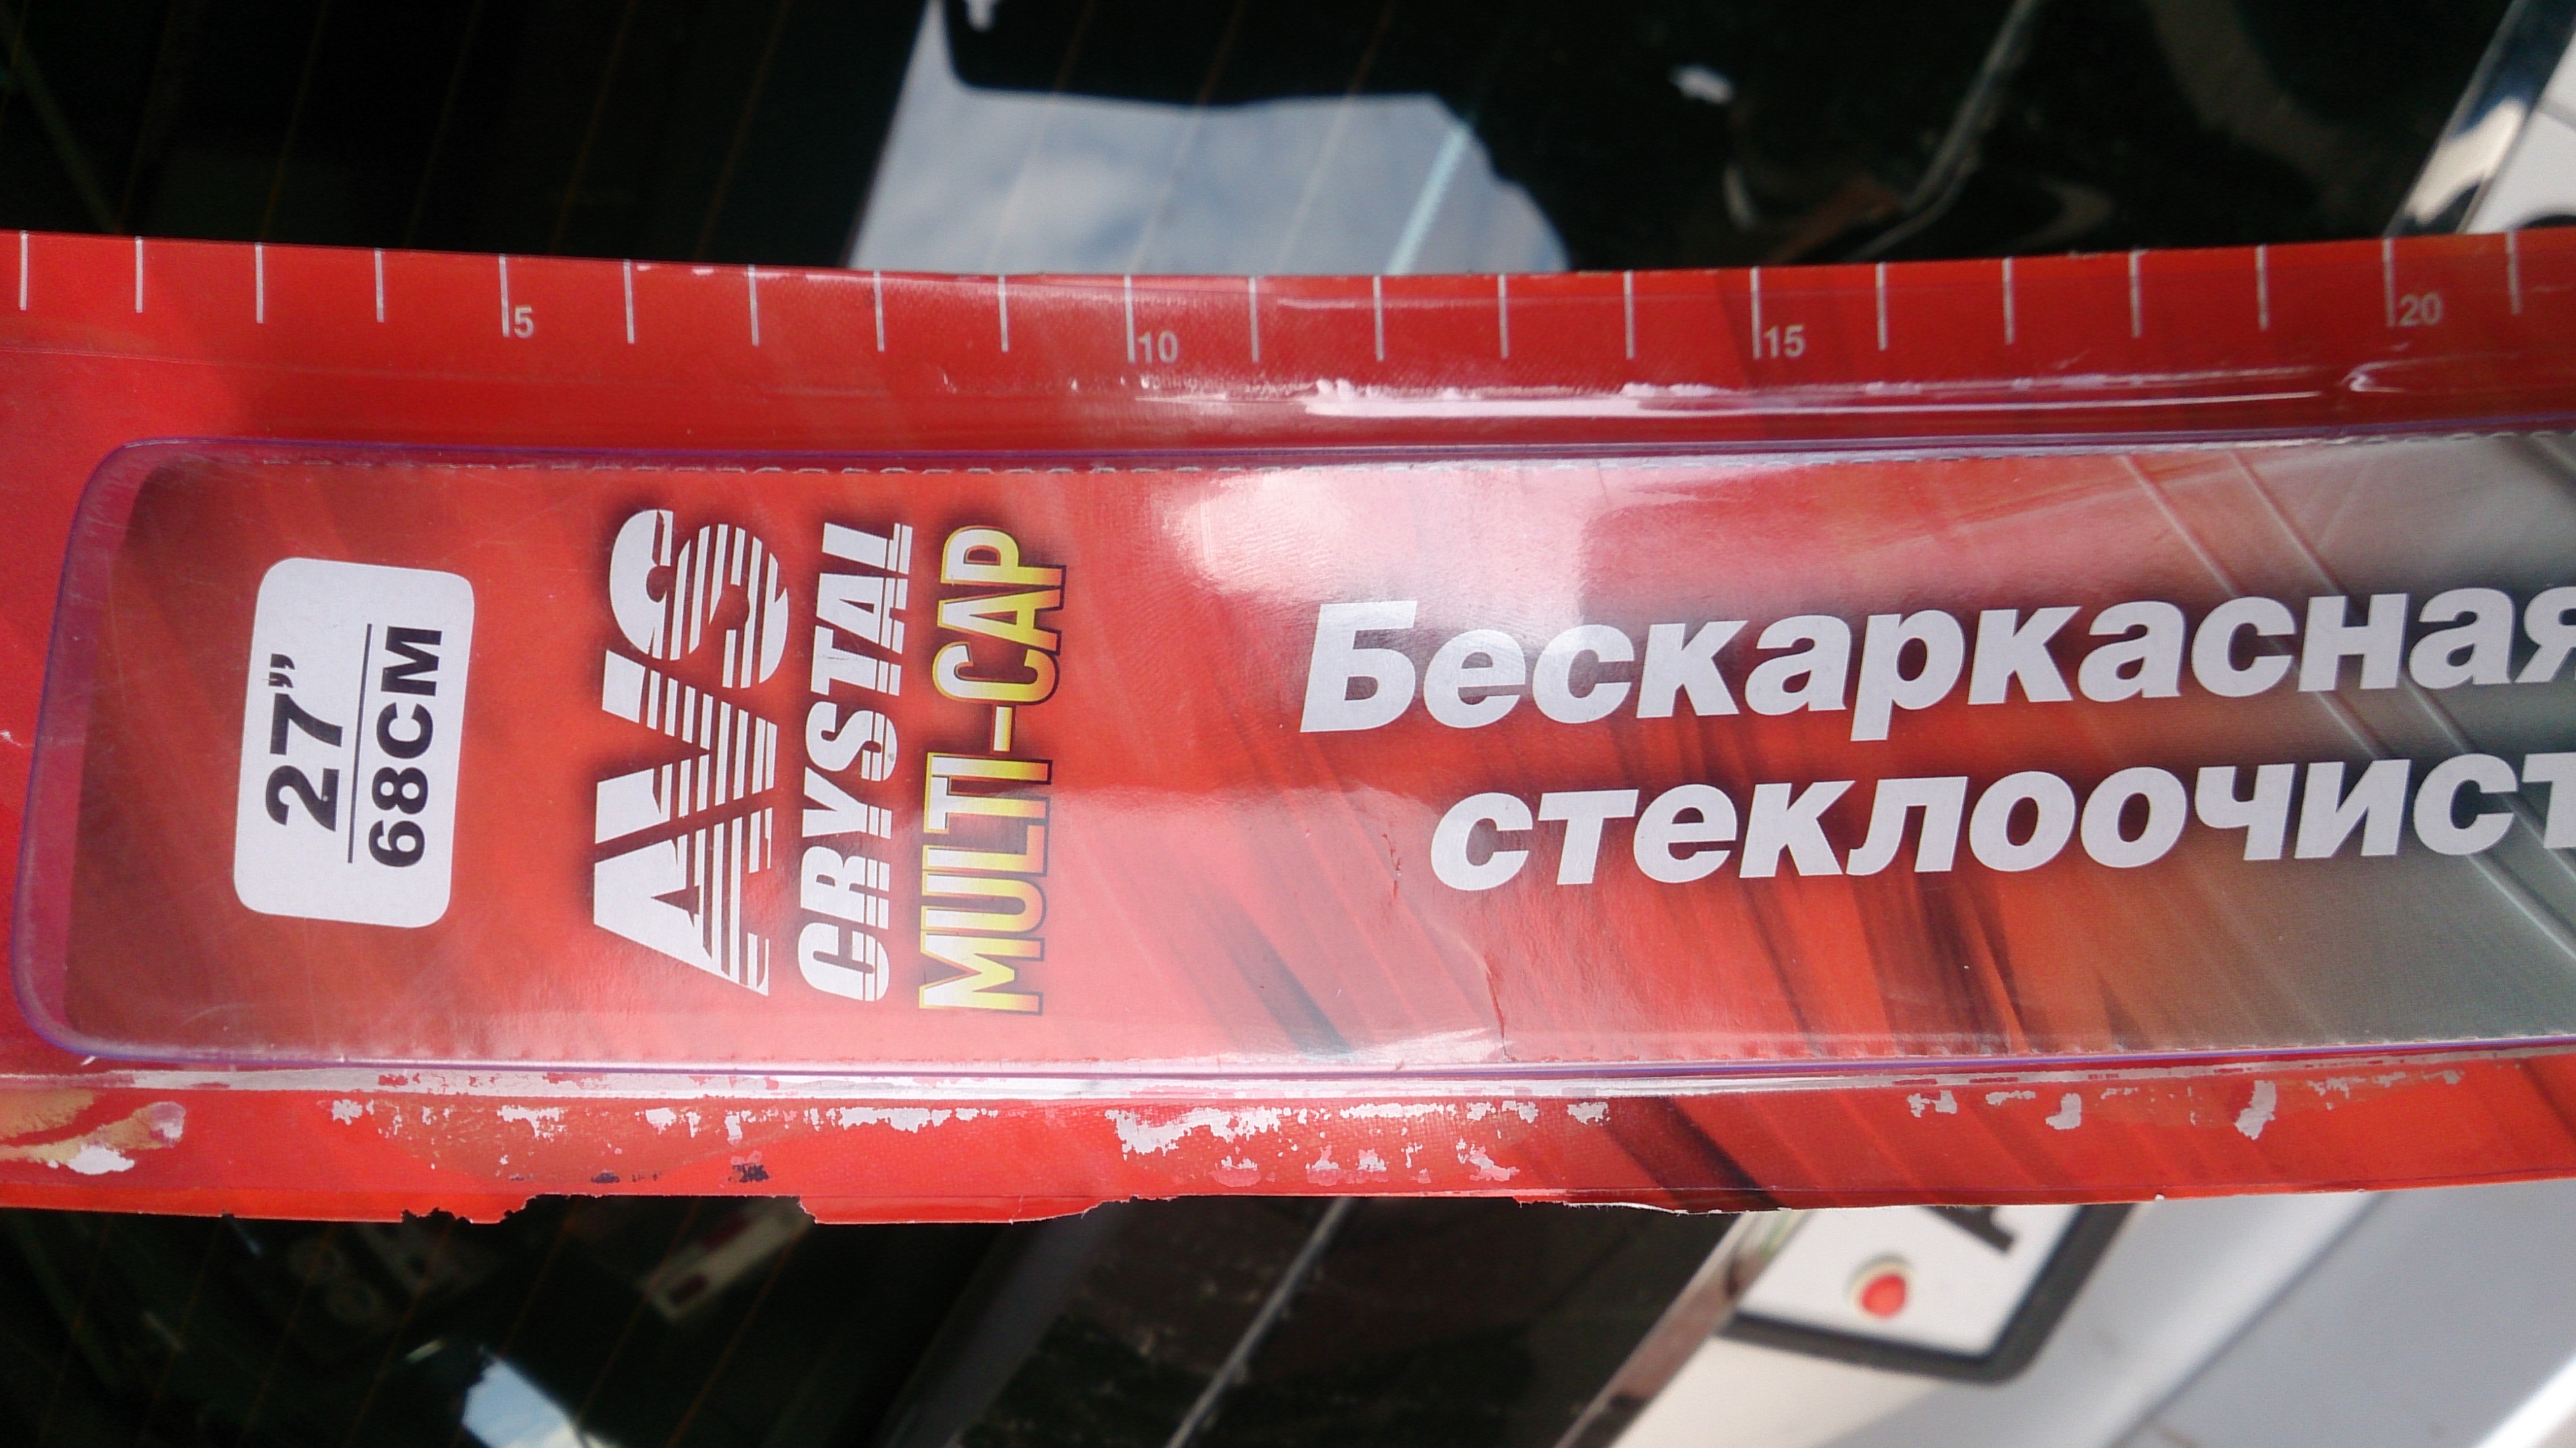 5
10
15
20
27"
68CM
AVS
CRYSTAL
MULTI-CAP
Бескаркасная
стеклоочист